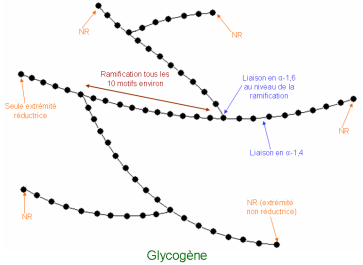 NR
NR
Ramification tous les
10 motifs environ
Liaison en α-1,6
au niveau de la
ramification
Seule extrémité
réductrice
NR
Liaison en α-1,4
NR
NR (extrémité
non réductrice)
Glycogène